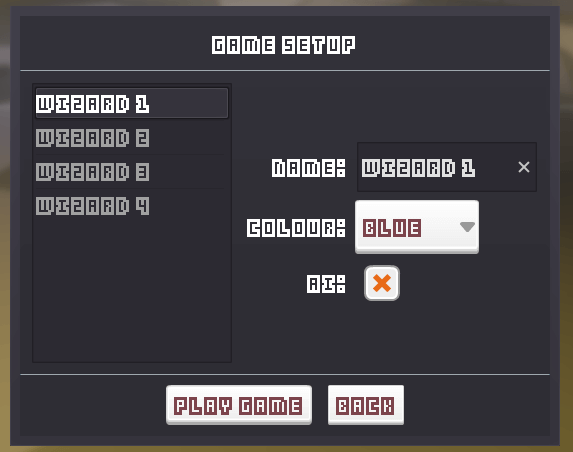 GAME SETUP
WIZARD 1
WIZARD 2
WIZARD 3
WIZARD 4
NAME: WIZARD 1
COLOUR: BLUE
AI:
PLAY GAME BACK